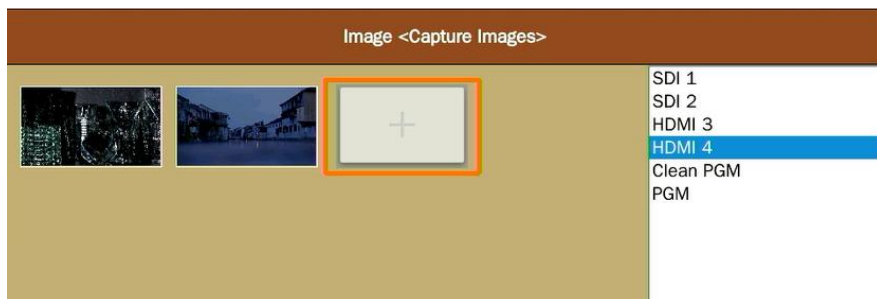 Image <Capture Images>
SDI 1
SDI 2
HDMI 3
HDMI 4
Clean PGM
PGM